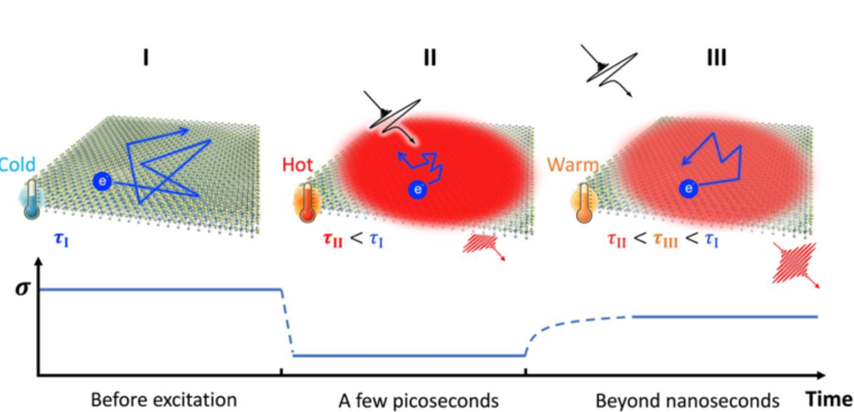 I
II
III
Cold
Hot
Warm
e
e
e
τI
τII < τI
τII < τIII < τI
σ
Before excitation
A few picoseconds
Beyond nanoseconds
Time